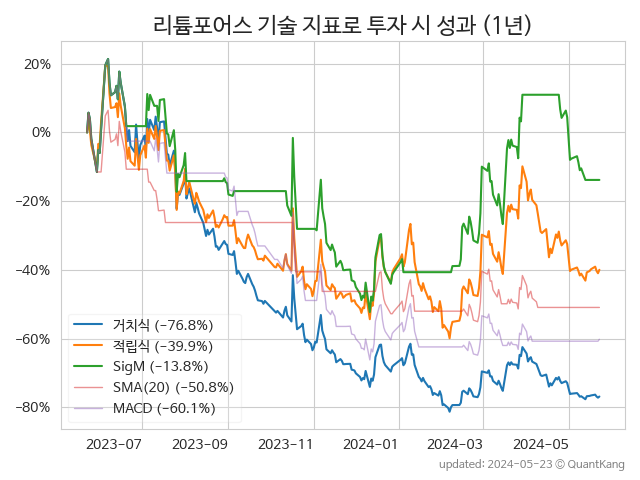 리튬포어스 기술 지표로 투자 시 성과 (1년)
20%
0%
−20%
−40%
−60%
−80%
거치식 (−76.8%)
적립식 (−39.9%)
SigM (−13.8%)
SMA(20) (−50.8%)
MACD (−60.1%)
2023−07 2023−09 2023−11 2024−01 2024−03 2024−05
updated: 2024-05-23 ⓒ QuantKang